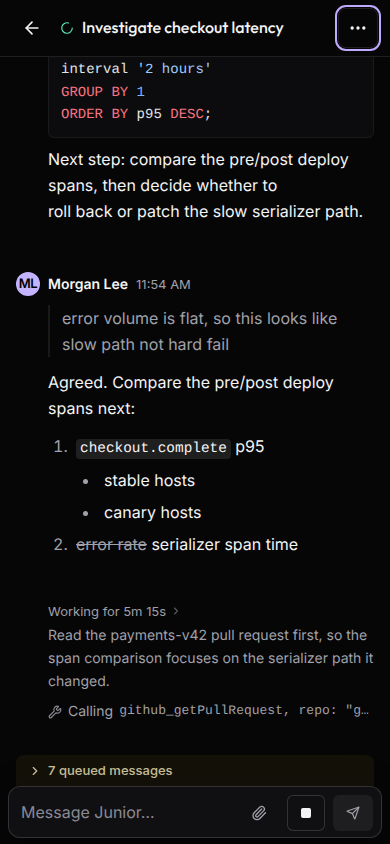 Investigate checkout latency
interval '2 hours'
GROUP BY 1
ORDER BY p95 DESC;
Next step: compare the pre/post deploy
spans, then decide whether to
roll back or patch the slow serializer path.
ML Morgan Lee 11:54 AM
error volume is flat, so this looks like
slow path not hard fail
Agreed. Compare the pre/post deploy
spans next:
1. checkout.complete p95
• stable hosts
• canary hosts
2. error rate serializer span time
Working for 5m 15s >
Read the payments-v42 pull request first, so the
span comparison focuses on the serializer path it
changed.
Calling github_getPullRequest, repo: "g…
> 7 queued messages
Message Junior...